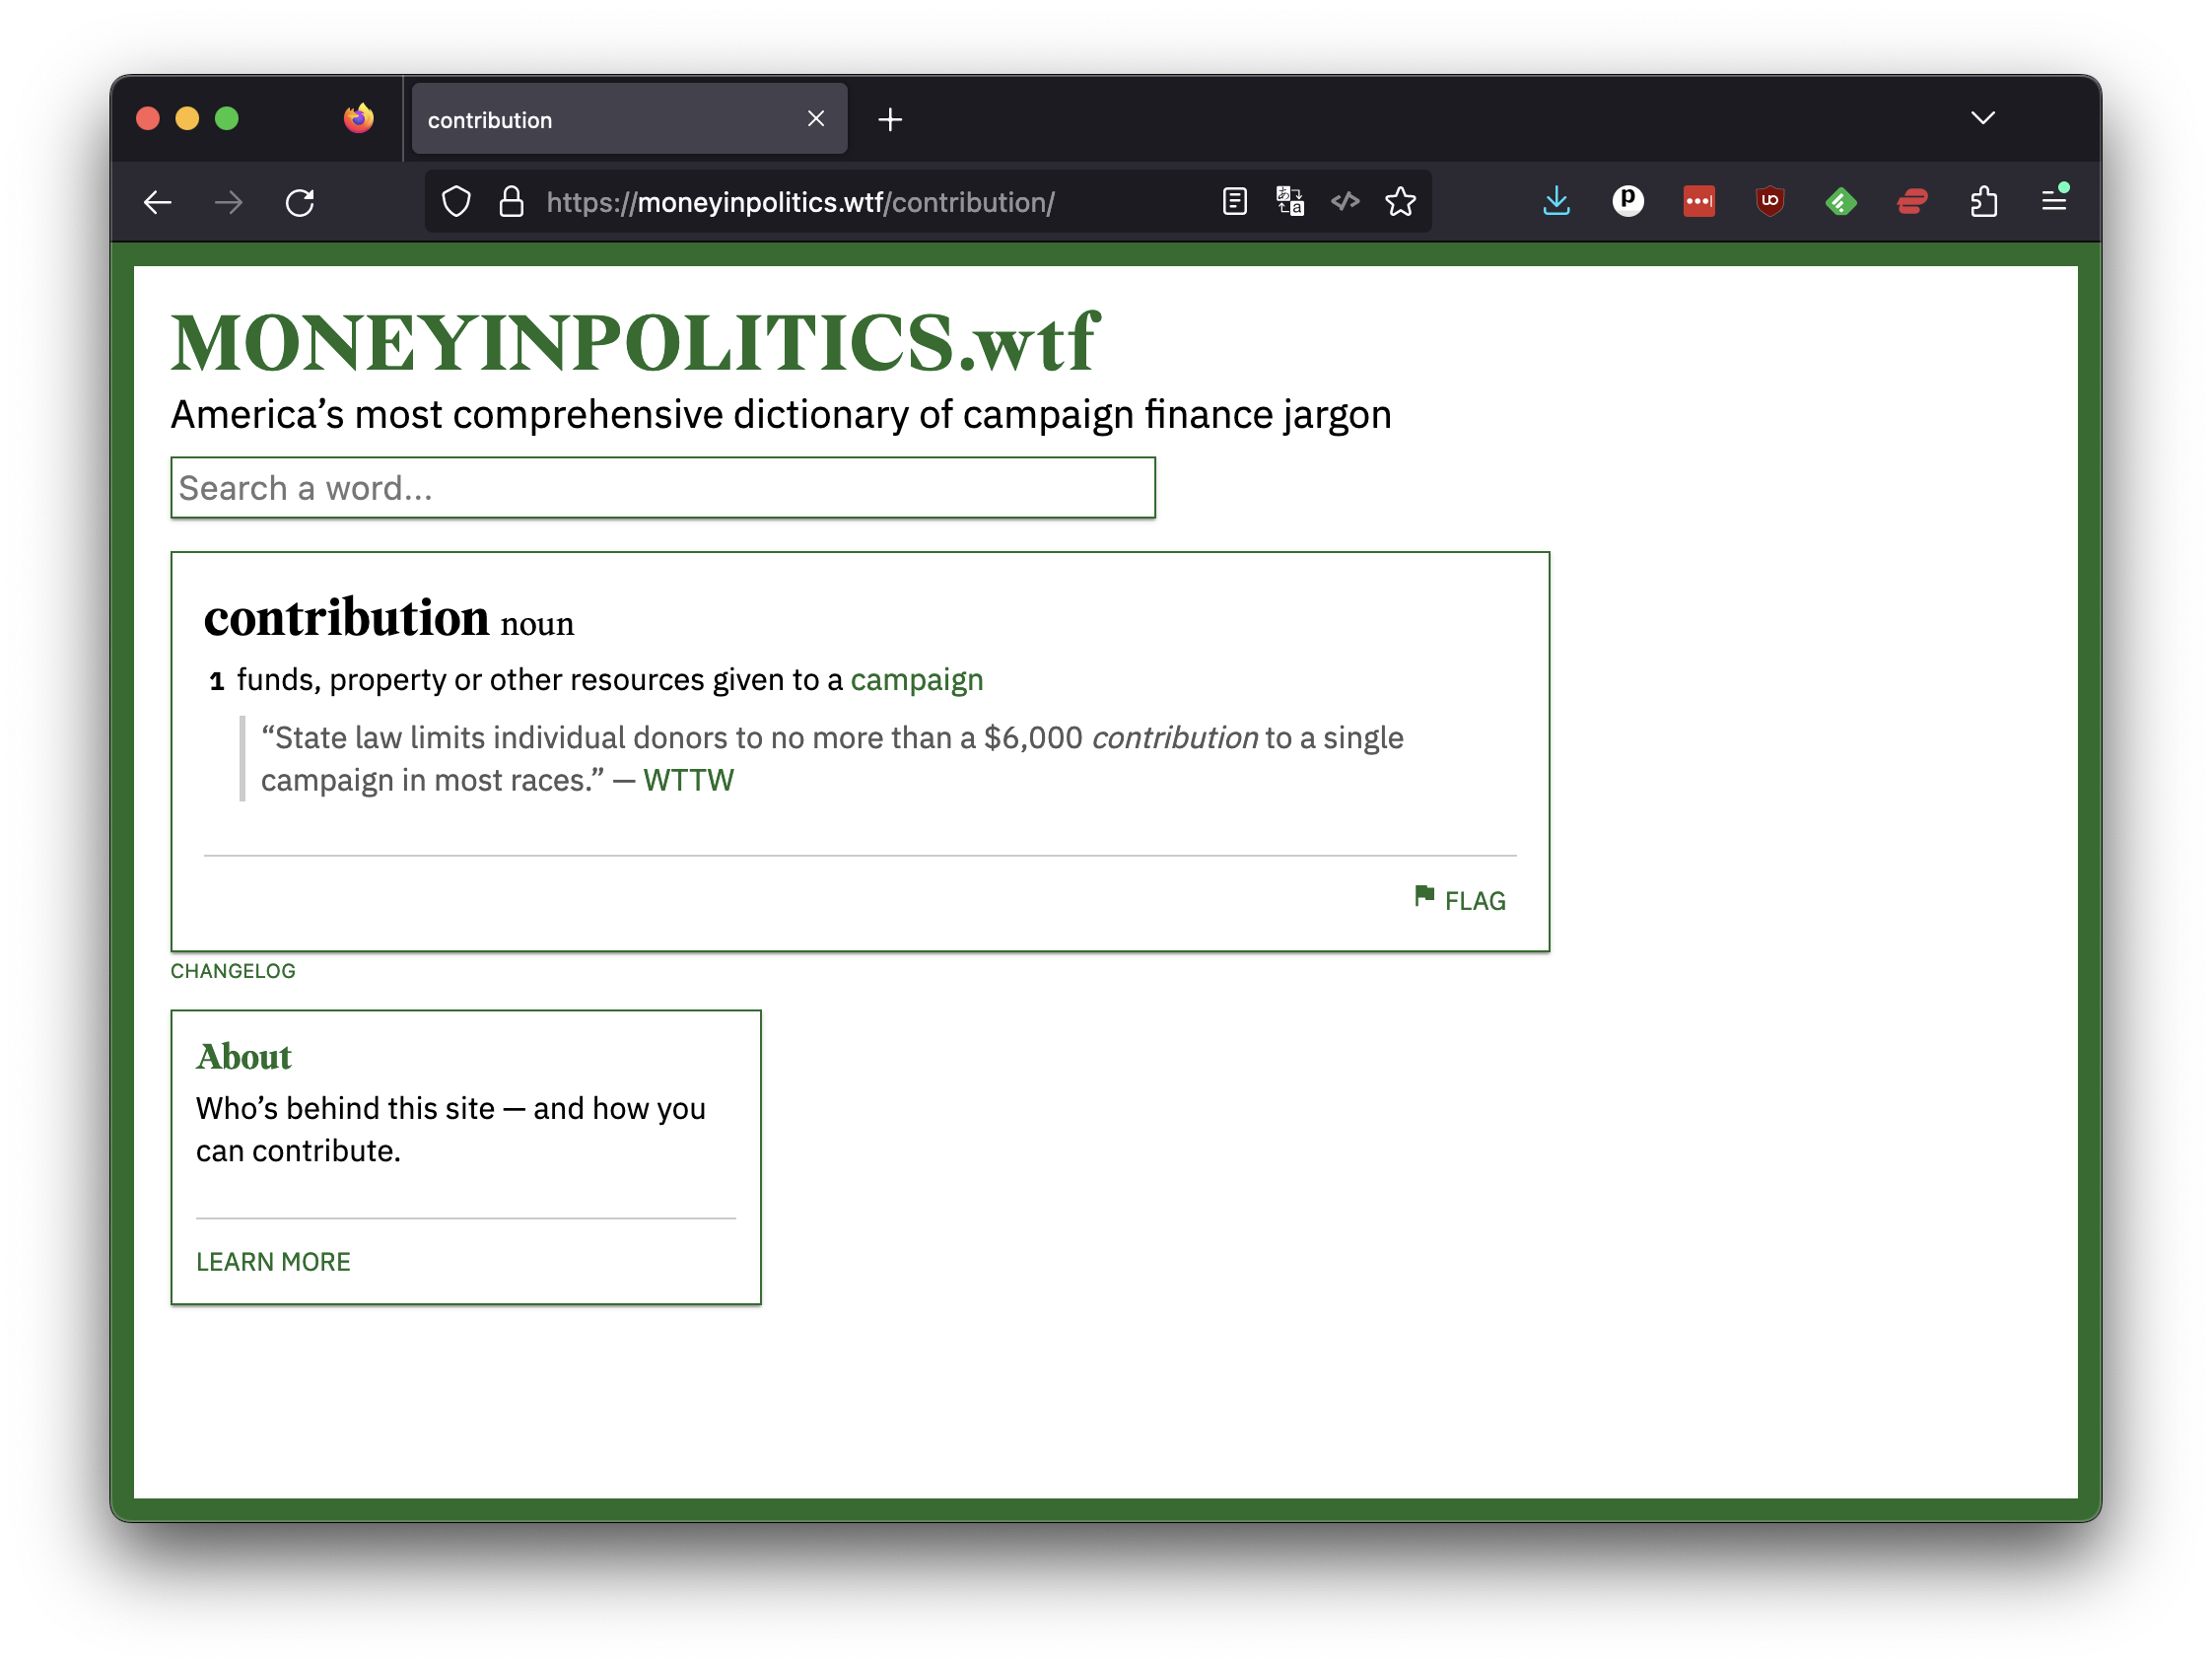 contribution
https://moneyinpolitics.wtf/contribution/
MONEYINPOLITICS.wtf
America’s most comprehensive dictionary of campaign finance jargon
Search a word...
contribution noun
1 funds, property or other resources given to a campaign
“State law limits individual donors to no more than a $6,000 contribution to a single
campaign in most races.” — WTTW
FLAG
CHANGELOG
About
Who’s behind this site — and how you
can contribute.
LEARN MORE